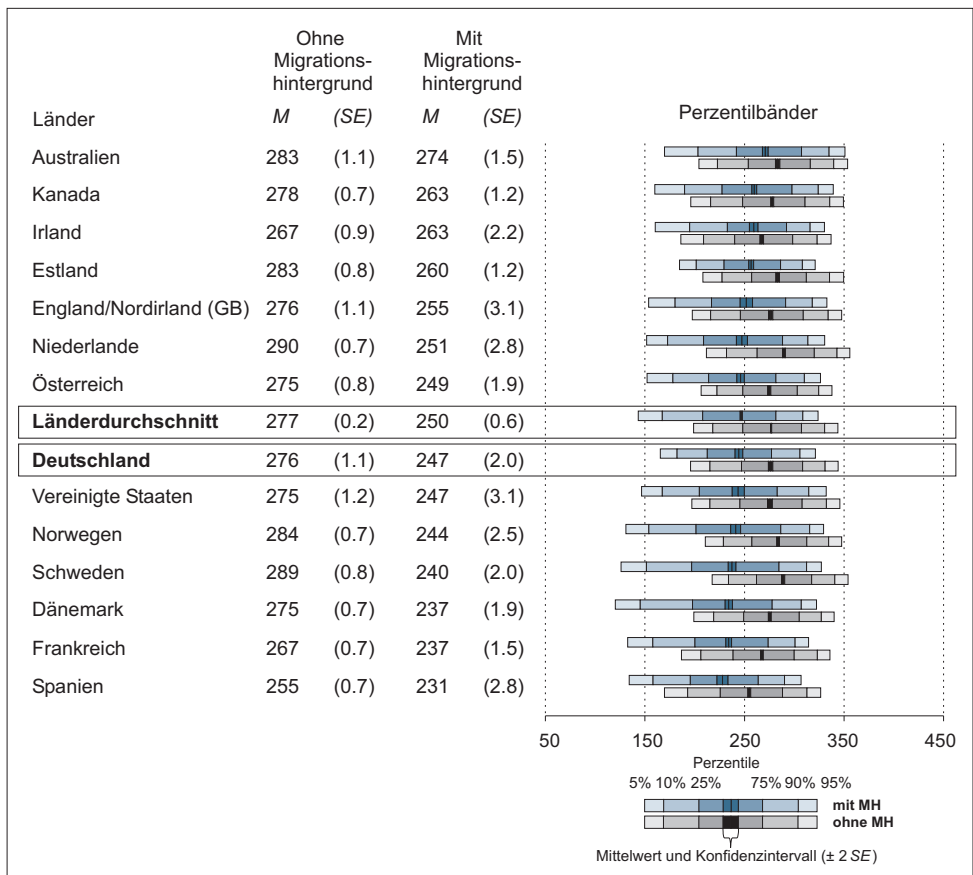 Ohne Migrations-hintergrund Mit Migrations-hintergrund
Länder M (SE) M (SE) Perzentilbänder
Australien 283 (1.1) 274 (1.5)
Kanada 278 (0.7) 263 (1.2)
Irland 267 (0.9) 263 (2.2)
Estland 283 (0.8) 260 (1.2)
England/Nordirland (GB) 276 (1.1) 255 (3.1)
Niederlande 290 (0.7) 251 (2.8)
Österreich 275 (0.8) 249 (1.9)
Länderdurchschnitt 277 (0.2) 250 (0.6)
Deutschland 276 (1.1) 247 (2.0)
Vereinigte Staaten 275 (1.2) 247 (3.1)
Norwegen 284 (0.7) 244 (2.5)
Schweden 289 (0.8) 240 (2.0)
Dänemark 275 (0.7) 237 (1.9)
Frankreich 267 (0.7) 237 (1.5)
Spanien 255 (0.7) 231 (2.8)
50 150 250 350 450
Perzentile
5% 10% 25% 75% 90% 95%
mit MH
ohne MH
Mittelwert und Konfidenzintervall (± 2 SE)